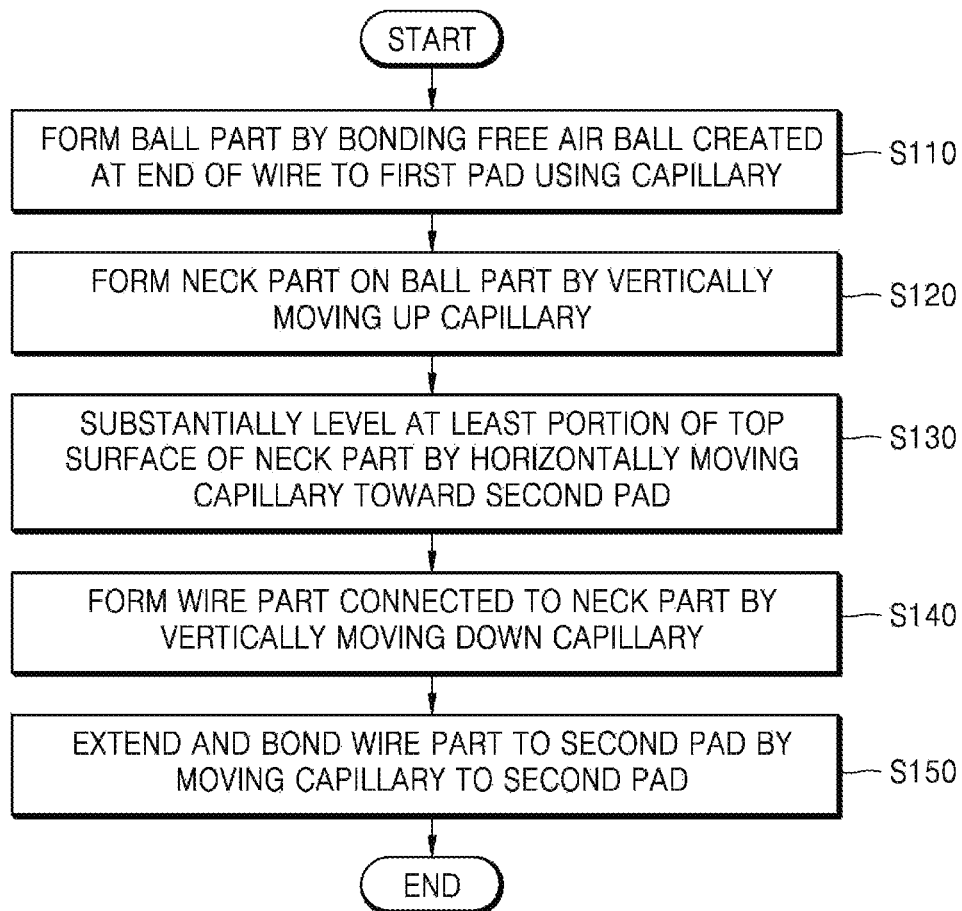 START
FORM BALL PART BY BONDING FREE AIR BALL CREATED
AT END OF WIRE TO FIRST PAD USING CAPILLARY
S110
FORM NECK PART ON BALL PART BY VERTICALLY
MOVING UP CAPILLARY
S120
SUBSTANTIALLY LEVEL AT LEAST PORTION OF TOP
SURFACE OF NECK PART BY HORIZONTALLY MOVING
CAPILLARY TOWARD SECOND PAD
S130
FORM WIRE PART CONNECTED TO NECK PART BY
VERTICALLY MOVING DOWN CAPILLARY
S140
EXTEND AND BOND WIRE PART TO SECOND PAD BY
MOVING CAPILLARY TO SECOND PAD
S150
END